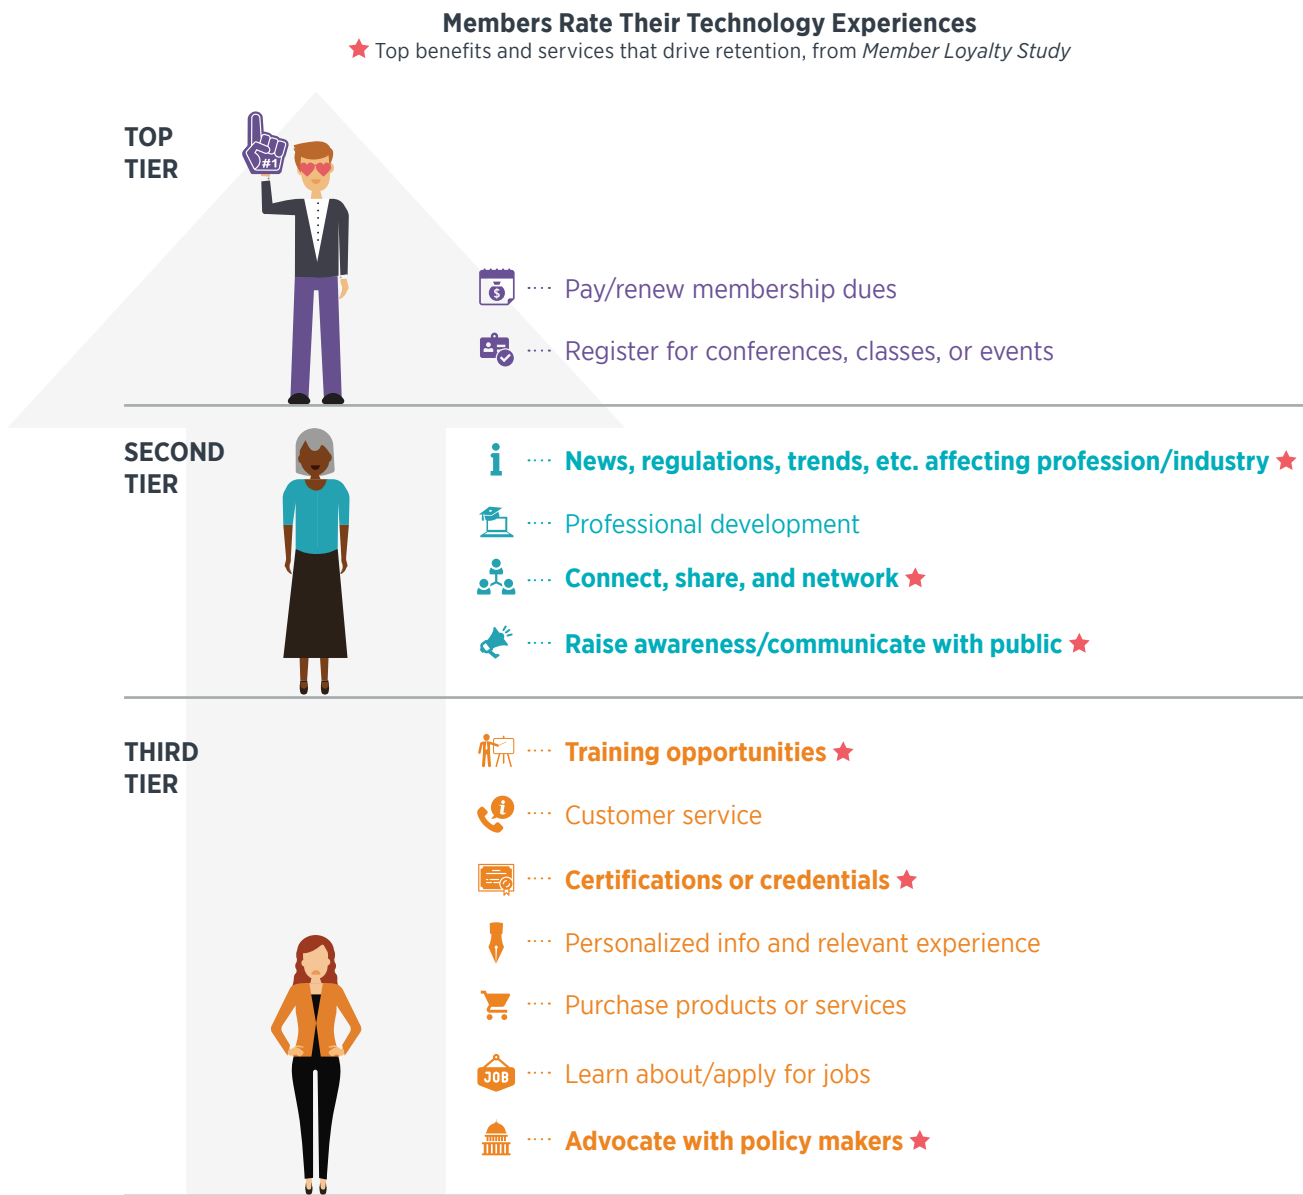 Members Rate Their Technology Experiences
Top benefits and services that drive retention, from Member Loyalty Study
TOP
TIER
#1
$
Pay/renew membership dues
Register for conferences, classes, or events
SECOND
TIER
i
News, regulations, trends, etc. affecting profession/industry
Professional development
Connect, share, and network
Raise awareness/communicate with public
THIRD
TIER
Training opportunities
i
Customer service
Certifications or credentials
Personalized info and relevant experience
Purchase products or services
JOB
Learn about/apply for jobs
Advocate with policy makers